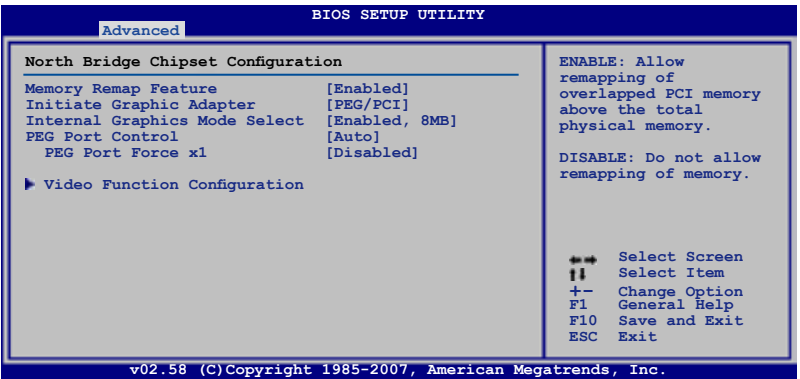 BIOS SETUP UTILITY
Advanced
North Bridge Chipset Configuration
Memory Remap Feature [Enabled]
Initiate Graphic Adapter [PEG/PCI]
Internal Graphics Mode Select [Enabled, 8MB]
PEG Port Control [Auto]
PEG Port Force x1 [Disabled]
Video Function Configuration
ENABLE: Allow
remapping of
overlapped PCI memory
above the total
physical memory.
DISABLE: Do not allow
remapping of memory.
Select Screen
Select Item
+- Change Option
F1 General Help
F10 Save and Exit
ESC Exit
v02.58 (C)Copyright 1985-2007, American Megatrends, Inc.